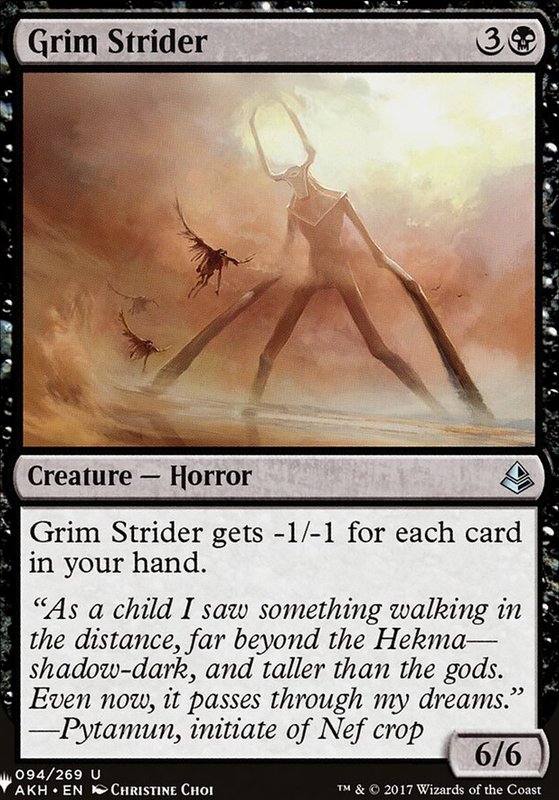 Grim Strider 3
Creature — Horror
Grim Strider gets -1/-1 for each card
in your hand.
“As a child I saw something walking in
the distance, far beyond the Hekma—
shadow-dark, and taller than the gods.
Even now, it passes through my dreams.”
—Pytamun, initiate of Nef crop
6/6
094/269 U
AKH • EN Christine Choi
™ & © 2017 Wizards of the Coast